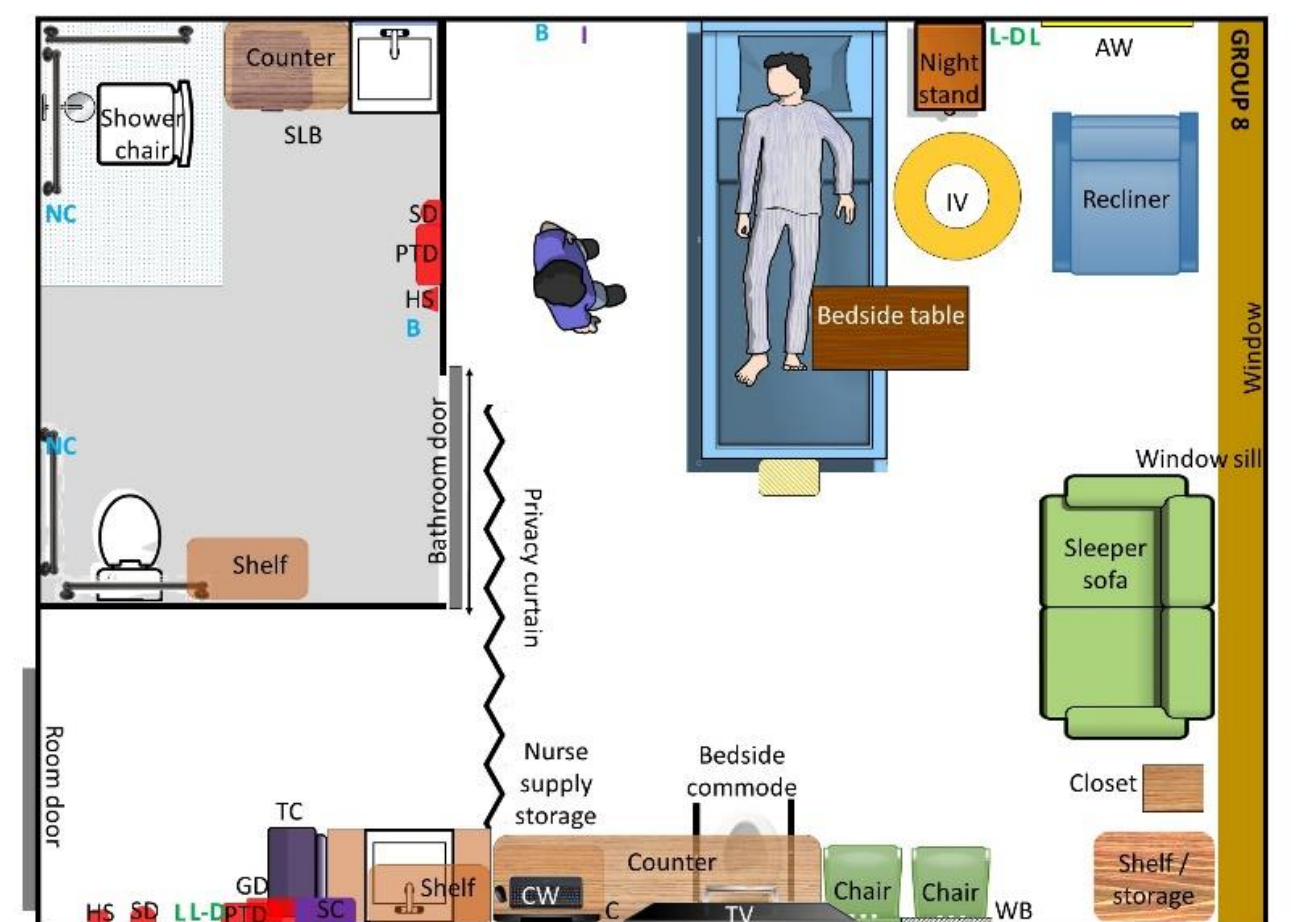 Counter
B
I
L-D L
AW
GROUP 8
Night
stand
Shower
chair
SLB
NC
SD
PTD
HS
B
IV
Recliner
Bedside table
Window
Window sill
NC
Bathroom door
Privacy curtain
Shelf
Sleeper
sofa
Room door
Nurse
supply
storage
Bedside
commode
Closet
TC
Counter
Shelf /
storage
GD
Shelf
CW
Chair
Chair
HS
SD
L L-D
PTD
SC
C
TV
WB